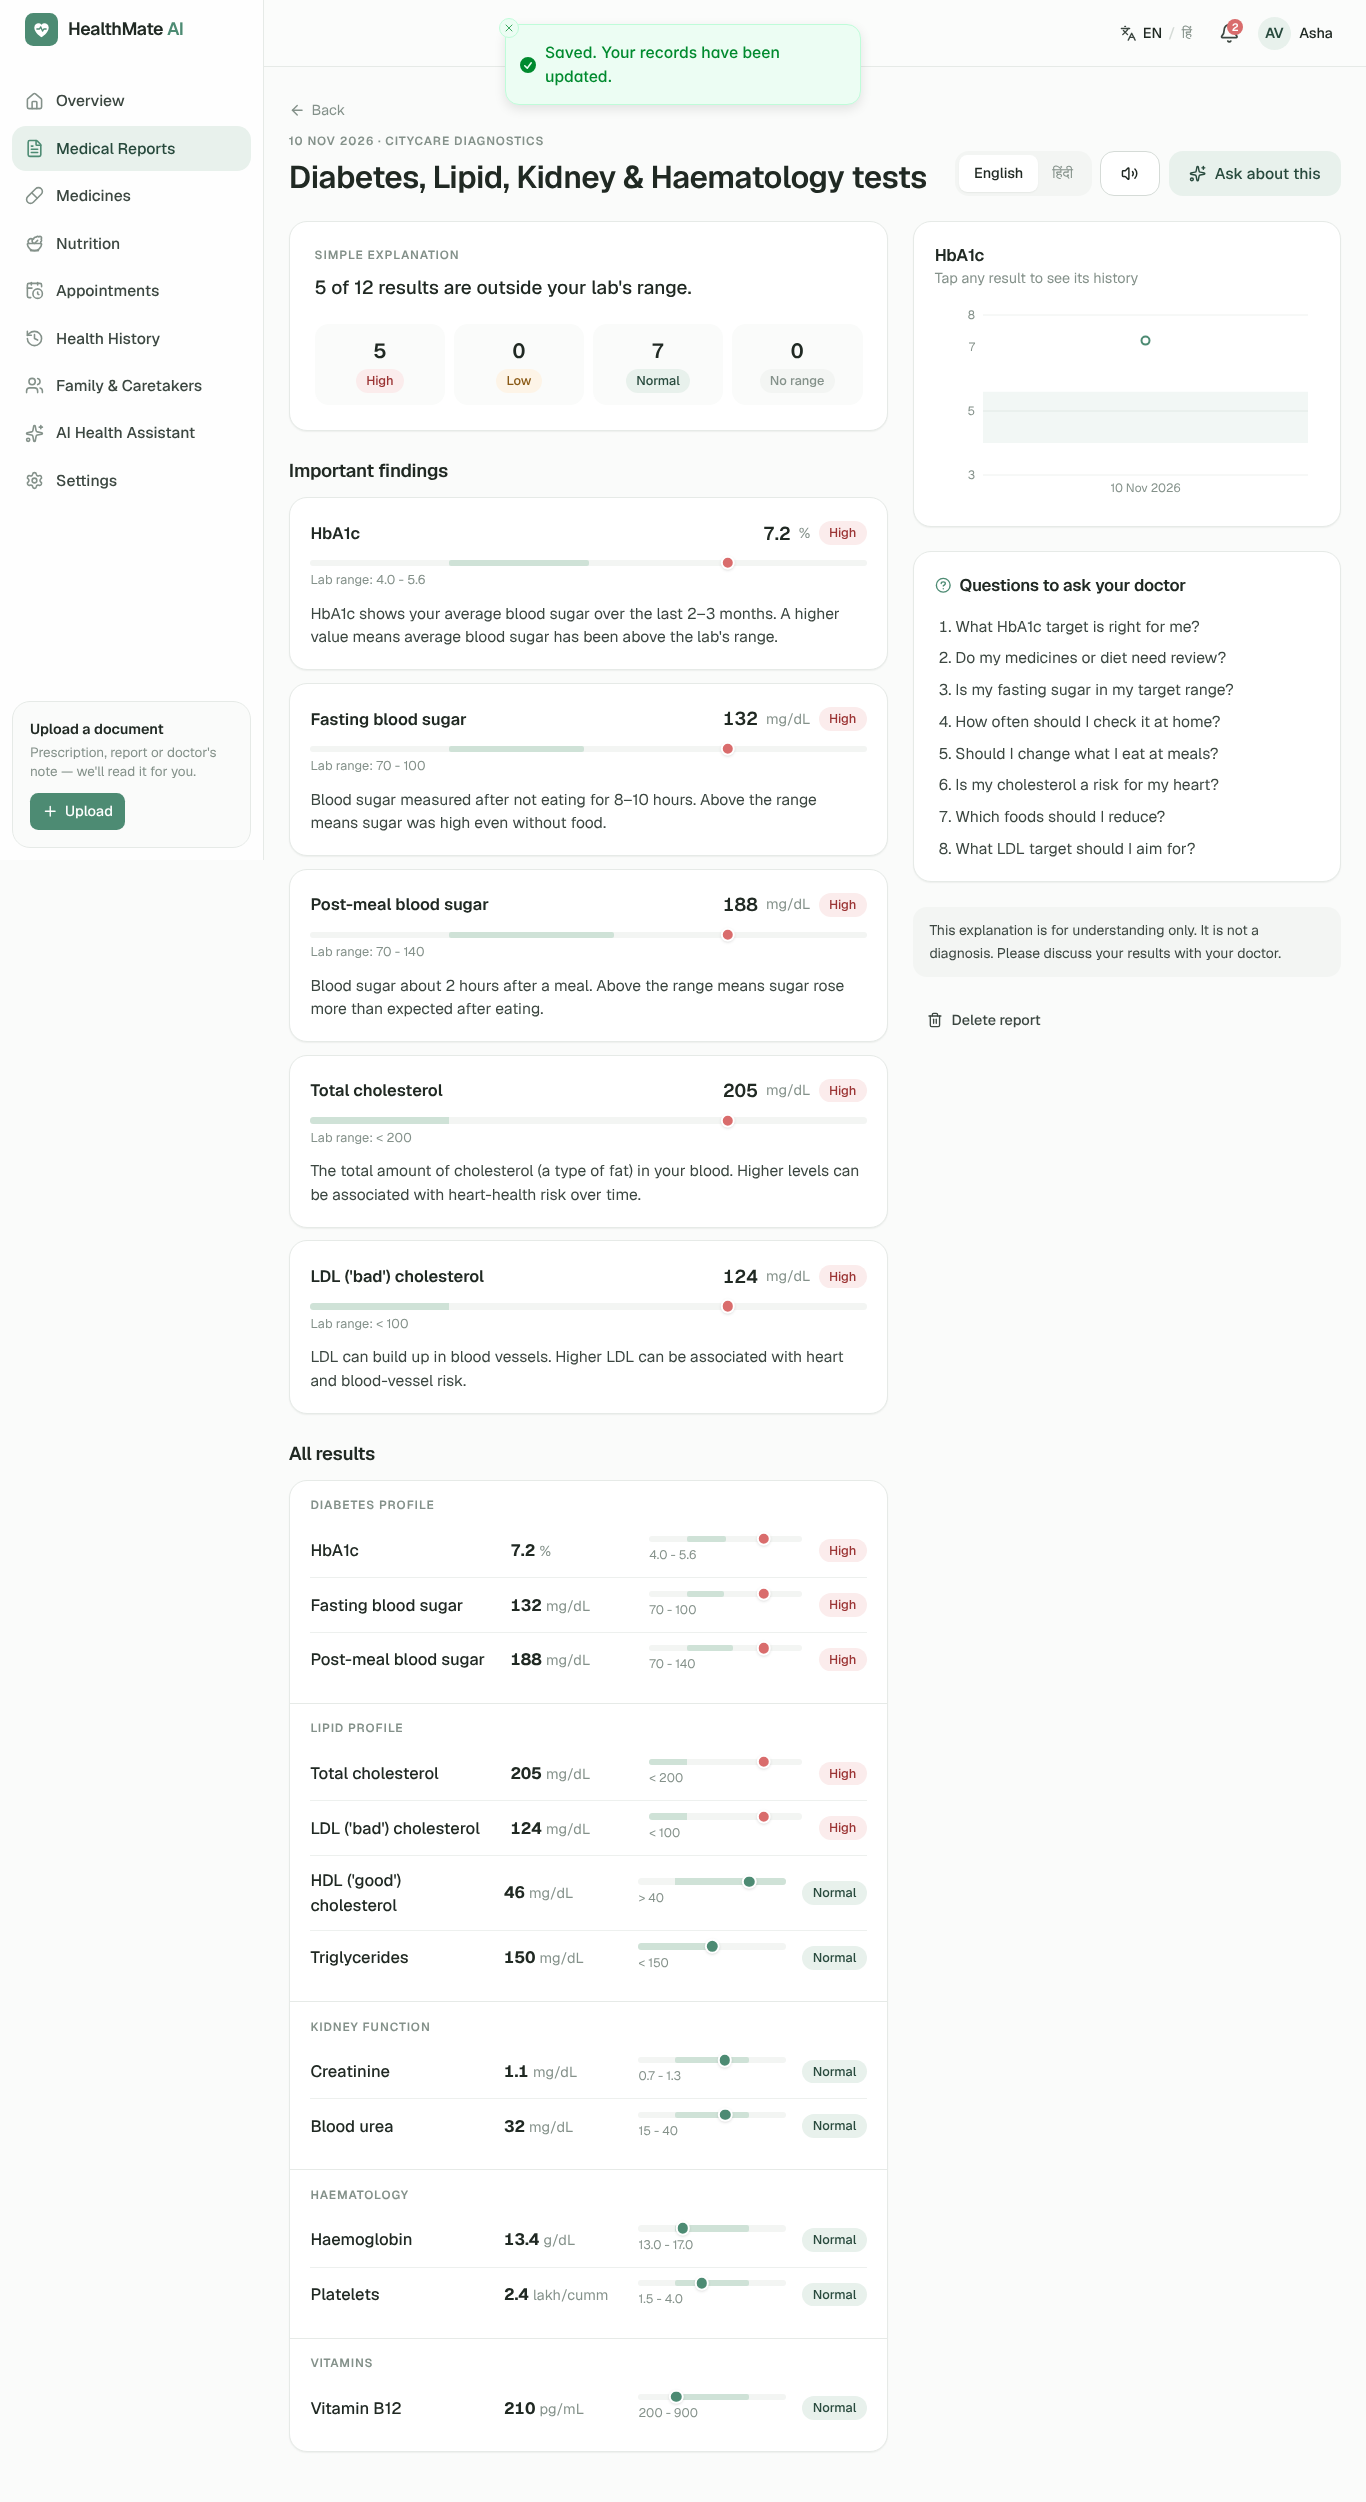 HealthMate AI
Overview
Medical Reports
Medicines
Nutrition
Appointments
Health History
Family & Caretakers
AI Health Assistant
Settings
Upload a document
Prescription, report or doctor's
note — we'll read it for you.
+ Upload
Saved. Your records have been
updated.
EN / हिं
2
AV Asha
Back
10 NOV 2026 · CITYCARE DIAGNOSTICS
Diabetes, Lipid, Kidney & Haematology tests
English हिंदी
Ask about this
SIMPLE EXPLANATION
5 of 12 results are outside your lab's range.
5 0 7 0
High Low Normal No range
Important findings
HbA1c 7.2 % High
Lab range: 4.0 - 5.6
HbA1c shows your average blood sugar over the last 2–3 months. A higher
value means average blood sugar has been above the lab's range.
Fasting blood sugar 132 mg/dL High
Lab range: 70 - 100
Blood sugar measured after not eating for 8–10 hours. Above the range
means sugar was high even without food.
Post-meal blood sugar 188 mg/dL High
Lab range: 70 - 140
Blood sugar about 2 hours after a meal. Above the range means sugar rose
more than expected after eating.
Total cholesterol 205 mg/dL High
Lab range: < 200
The total amount of cholesterol (a type of fat) in your blood. Higher levels can
be associated with heart-health risk over time.
LDL ('bad') cholesterol 124 mg/dL High
Lab range: < 100
LDL can build up in blood vessels. Higher LDL can be associated with heart
and blood-vessel risk.
All results
DIABETES PROFILE
HbA1c 7.2 % 4.0 - 5.6 High
Fasting blood sugar 132 mg/dL 70 - 100 High
Post-meal blood sugar 188 mg/dL 70 - 140 High
LIPID PROFILE
Total cholesterol 205 mg/dL < 200 High
LDL ('bad') cholesterol 124 mg/dL < 100 High
HDL ('good')
cholesterol 46 mg/dL > 40 Normal
Triglycerides 150 mg/dL < 150 Normal
KIDNEY FUNCTION
Creatinine 1.1 mg/dL 0.7 - 1.3 Normal
Blood urea 32 mg/dL 15 - 40 Normal
HAEMATOLOGY
Haemoglobin 13.4 g/dL 13.0 - 17.0 Normal
Platelets 2.4 lakh/cumm 1.5 - 4.0 Normal
VITAMINS
Vitamin B12 210 pg/mL 200 - 900 Normal
HbA1c
Tap any result to see its history
8
7
5
3
10 Nov 2026
Questions to ask your doctor
1. What HbA1c target is right for me?
2. Do my medicines or diet need review?
3. Is my fasting sugar in my target range?
4. How often should I check it at home?
5. Should I change what I eat at meals?
6. Is my cholesterol a risk for my heart?
7. Which foods should I reduce?
8. What LDL target should I aim for?
This explanation is for understanding only. It is not a
diagnosis. Please discuss your results with your doctor.
Delete report